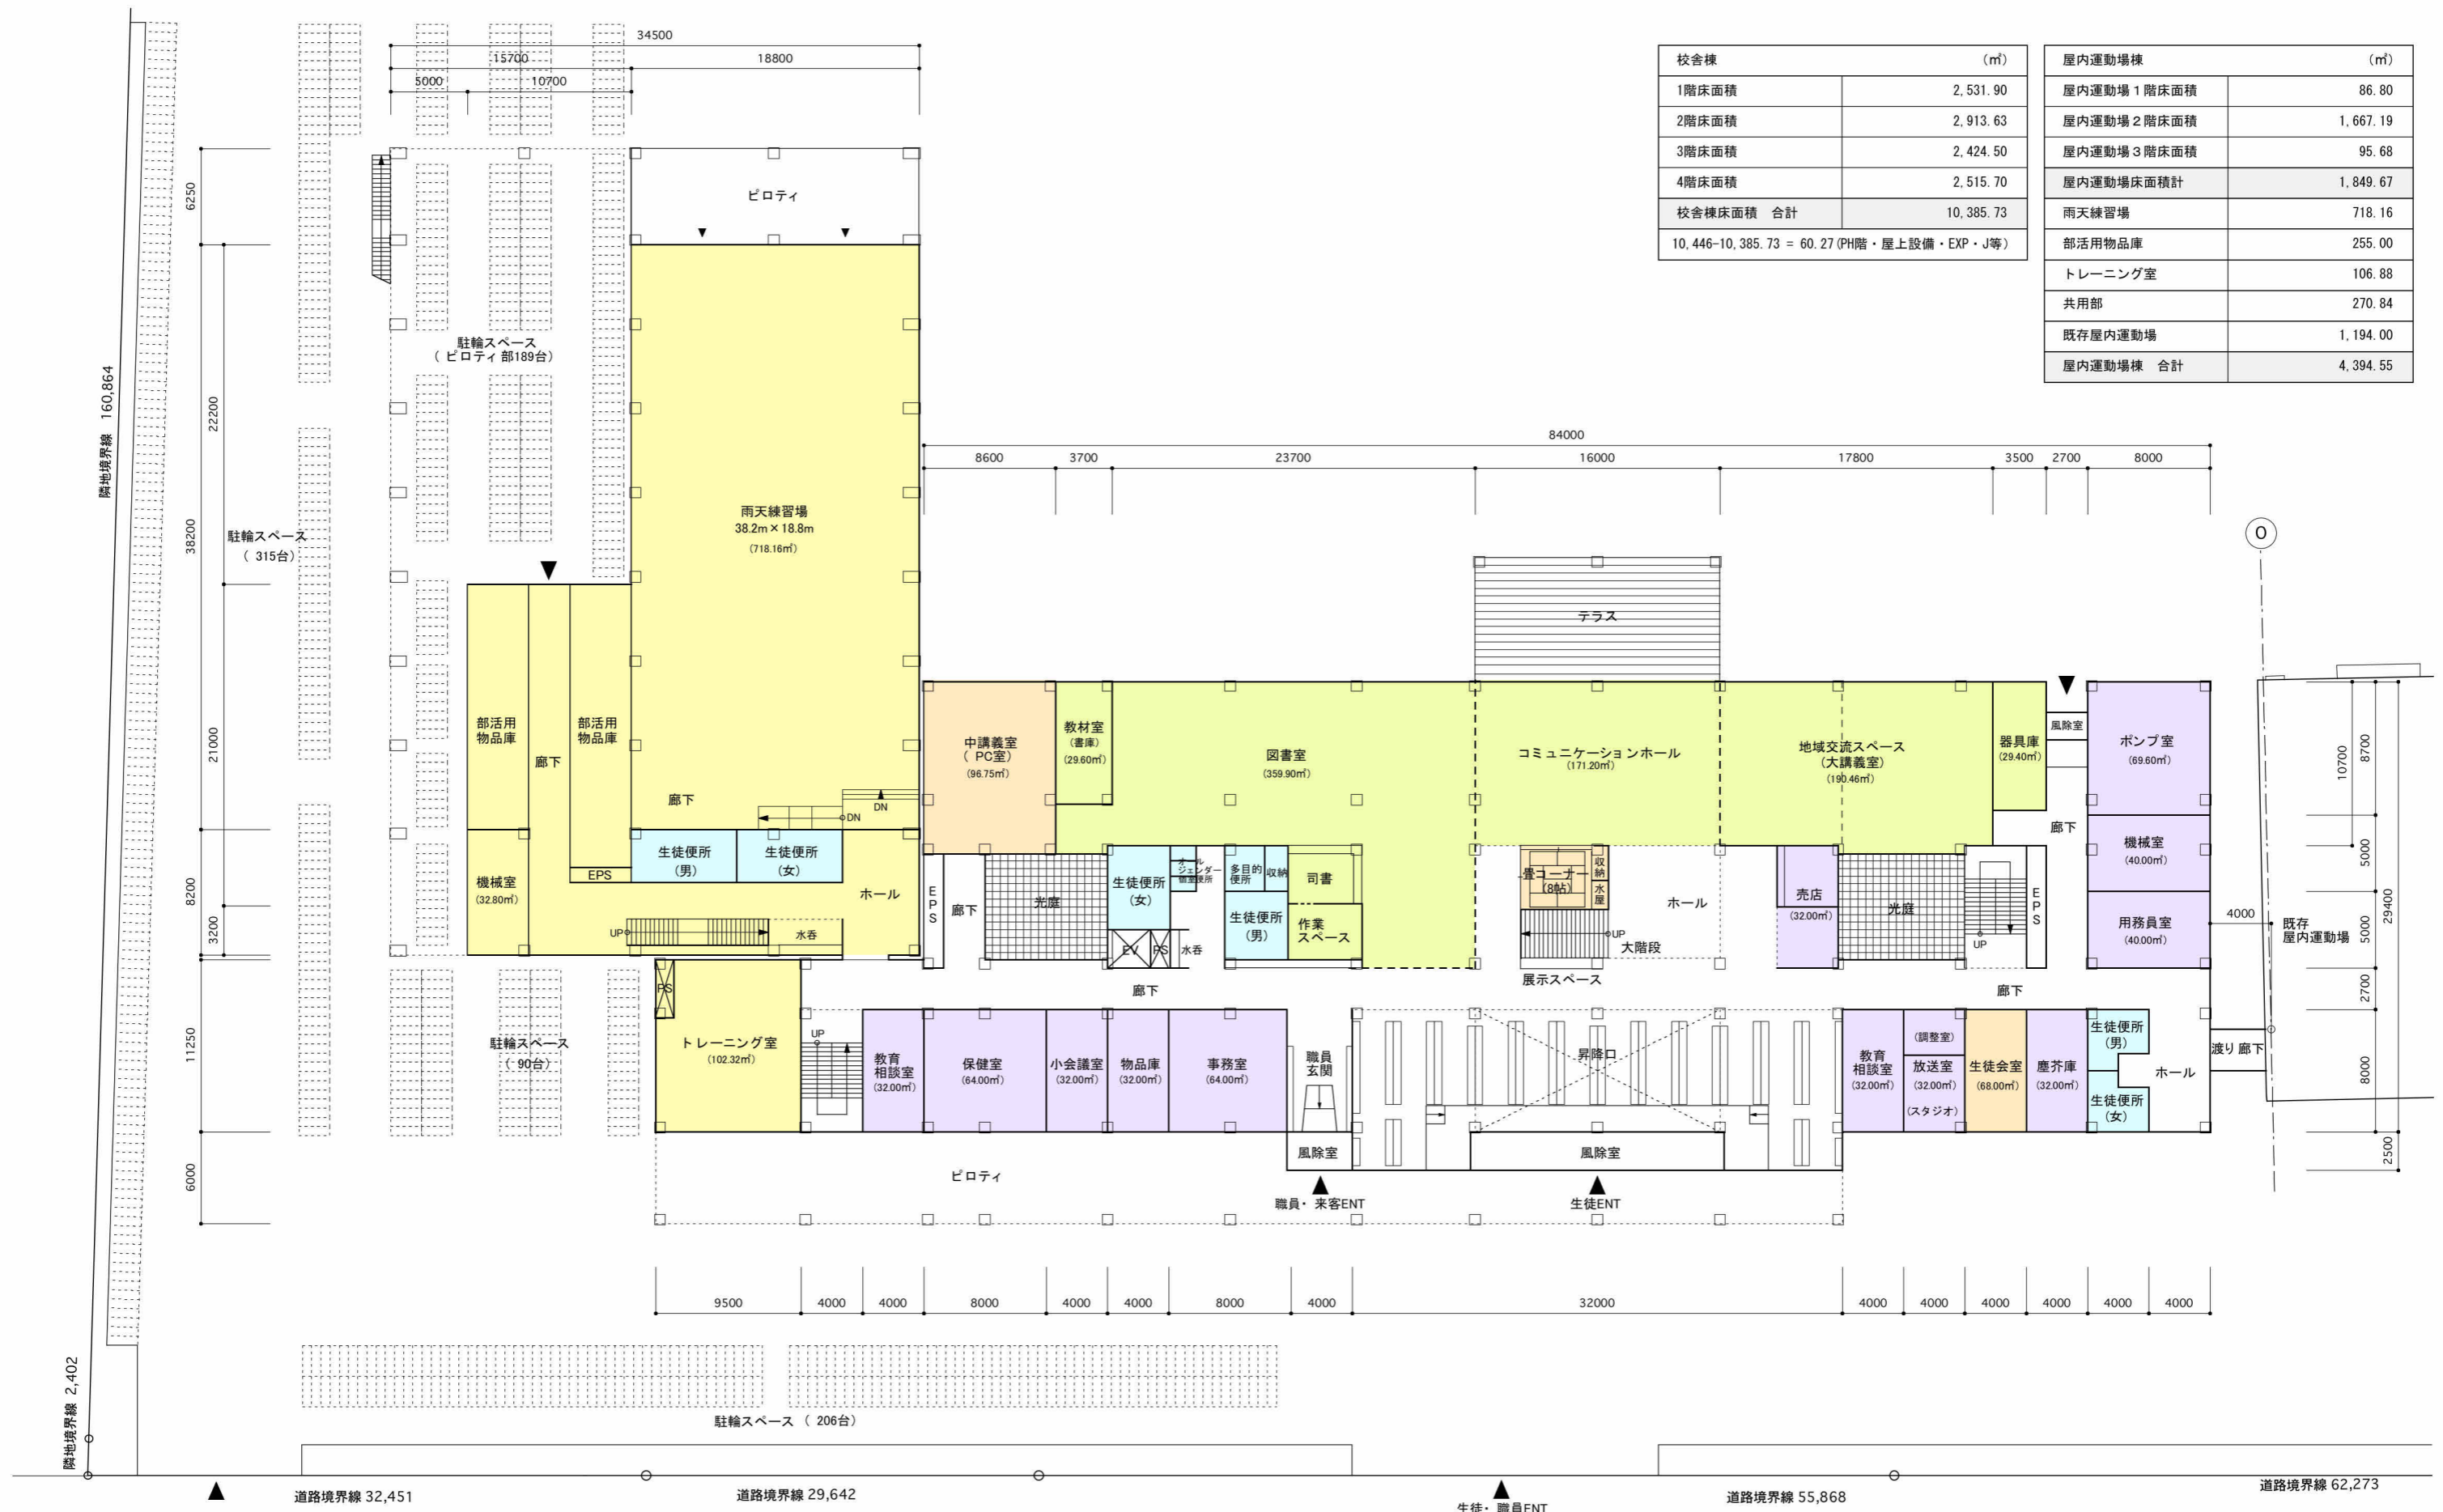 校舎棟 (㎡)
1階床面積 2,531.90
2階床面積 2,913.63
3階床面積 2,424.50
4階床面積 2,515.70
校舎棟床面積 合計 10,385.73
10,446-10,385.73 = 60.27(PH階・屋上設備・EXP・J等)
屋内運動場棟 (㎡)
屋内運動場1階床面積 86.80
屋内運動場2階床面積 1,667.19
屋内運動場3階床面積 95.68
屋内運動場床面積計 1,849.67
雨天練習場 718.16
部活用物品庫 255.00
トレーニング室 106.88
共用部 270.84
既存屋内運動場 1,194.00
屋内運動場棟 合計 4,394.55
34500
15700 18800
5000 10700
6250
38200
22200
21000
8200
3200
11250
6000
隣地境界線 160,864
隣地境界線 2,402
ピロティ
駐輪スペース
( ピロティ部189台)
駐輪スペース
( 315台)
雨天練習場
38.2m×18.8m
(718.16㎡)
部活用
物品庫
廊下
部活用
物品庫
廊下
DN
DN
機械室
(32.80㎡)
EPS
生徒便所
(男)
生徒便所
(女)
ホール
UP
水呑
駐輪スペース
( 90台)
PS
トレーニング室
(102.32㎡)
84000
8600 3700 23700 16000 17800 3500 2700 8000
テラス
中講義室
( PC室)
(96.75㎡)
教材室
(書庫)
(29.60㎡)
図書室
(359.90㎡)
コミュニケーションホール
(171.20㎡)
地域交流スペース
(大講義室)
(190.46㎡)
器具庫
(29.40㎡)
風除室
ポンプ室
(69.60㎡)
廊下
機械室
(40.00㎡)
用務員室
(40.00㎡)
EPS
廊下
光庭
生徒便所
(女)
オール
ジェンダー
個室便所
多目的
便所
収納
司書
生徒便所
(男)
作業
スペース
EV
PS
水呑
畳コーナー
(8帖)
収納
水屋
UP
大階段
ホール
売店
(32.00㎡)
光庭
UP
EPS
展示スペース
廊下
廊下
UP
教育
相談室
(32.00㎡)
保健室
(64.00㎡)
小会議室
(32.00㎡)
物品庫
(32.00㎡)
事務室
(64.00㎡)
職員
玄関
昇降口
教育
相談室
(32.00㎡)
(調整室)
放送室
(32.00㎡)
(スタジオ)
生徒会室
(68.00㎡)
塵芥庫
(32.00㎡)
生徒便所
(男)
生徒便所
(女)
ホール
渡り廊下
風除室
風除室
ピロティ
職員・来客ENT
生徒ENT
O
4000
既存
屋内運動場
10700
8700
5000
5000
2700
8000
29400
2500
9500 4000 4000 8000 4000 4000 8000 4000 32000 4000 4000 4000 4000 4000 4000
駐輪スペース ( 206台)
道路境界線 32,451
道路境界線 29,642
生徒・職員ENT
道路境界線 55,868
道路境界線 62,273